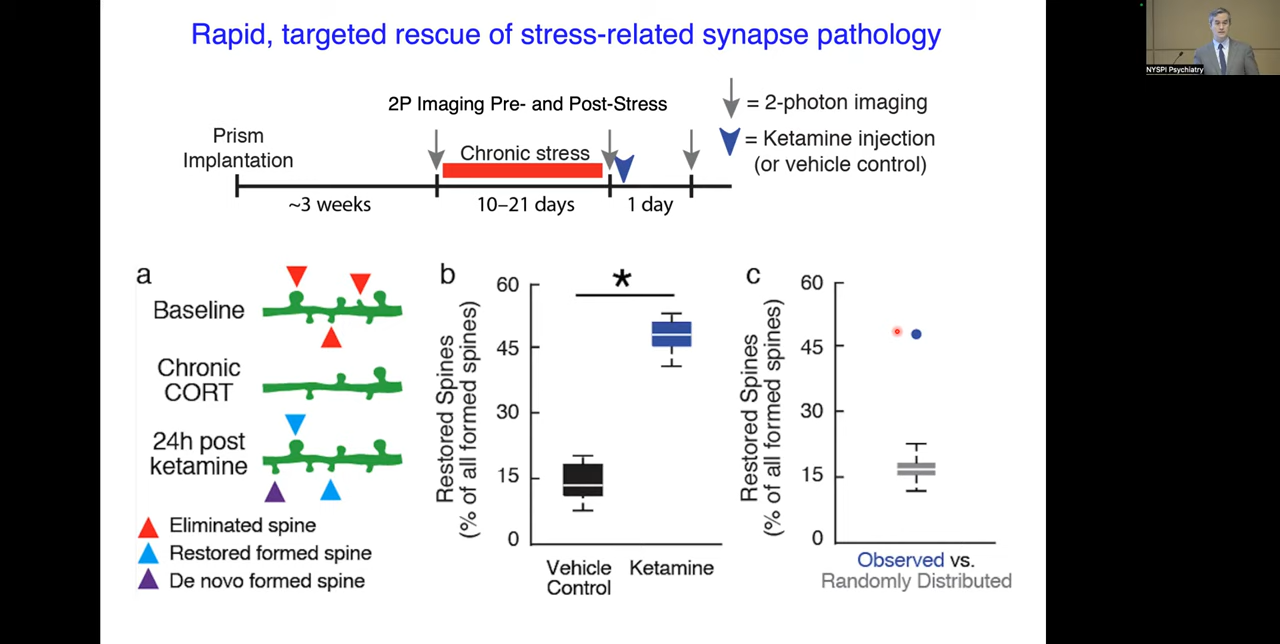 Rapid, targeted rescue of stress-related synapse pathology
NYSPI Psychiatry
2P Imaging Pre- and Post-Stress
= 2-photon imaging
Prism
Implantation
Chronic stress
= Ketamine injection
(or vehicle control)
~3 weeks
10–21 days
1 day
a
Baseline
Chronic
CORT
24h post
ketamine
Eliminated spine
Restored formed spine
De novo formed spine
b
*
Restored Spines
(% of all formed spines)
60
45
30
15
0
Vehicle
Control
Ketamine
c
Restored Spines
(% of all formed spines)
60
45
30
15
0
Observed vs.
Randomly Distributed